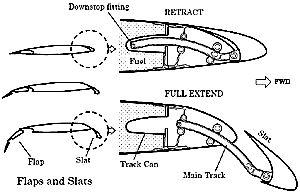 Downstop fitting
RETRACT
Fuel
FWD
FULL EXTEND
Slat
Flap
Slat
Track Can
Main Track
Flaps and Slats